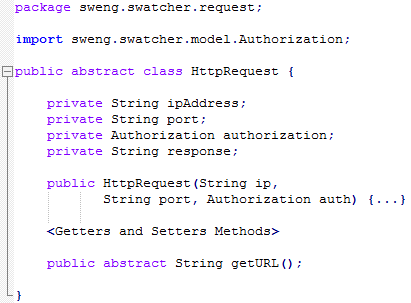 package sweng.swatcher.request;
import sweng.swatcher.model.Authorization;
public abstract class HttpRequest {
private String ipAddress;
private String port;
private Authorization authorization;
private String response;
public HttpRequest(String ip,
String port, Authorization auth) {...}
<Getters and Setters Methods>
public abstract String getURL();
}